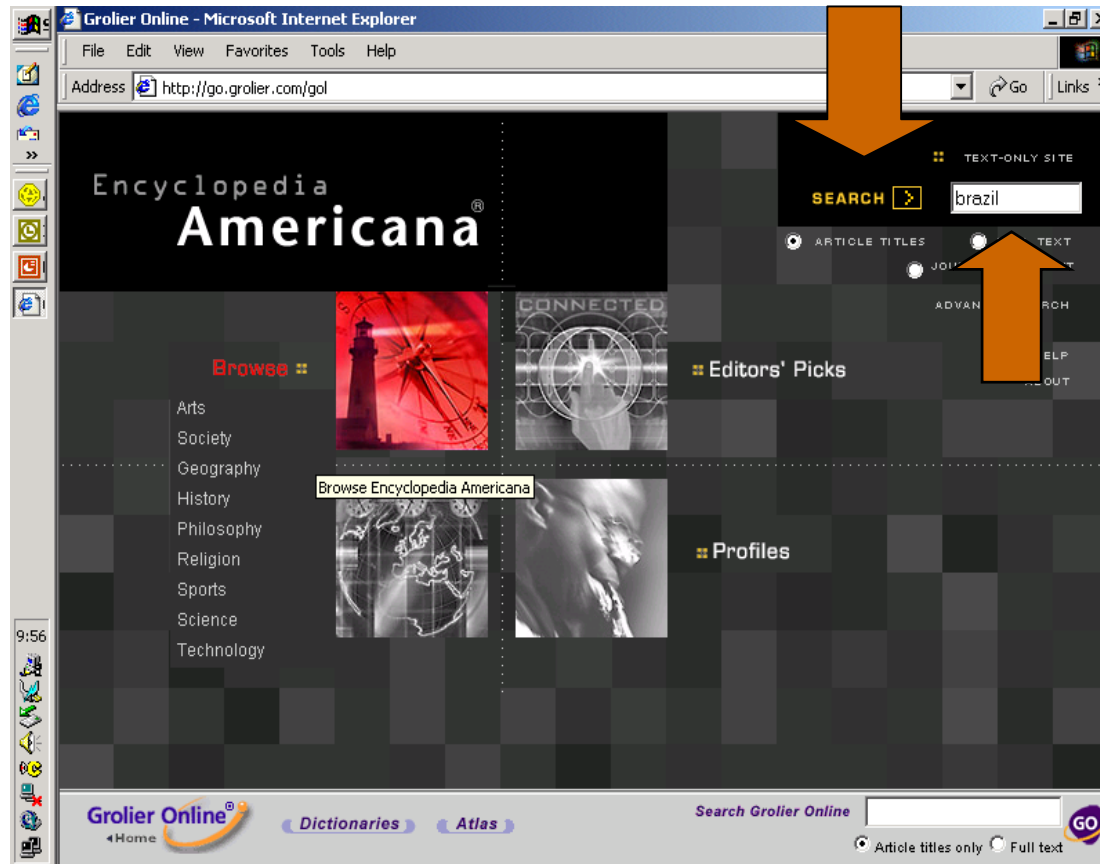 Grolier Online - Microsoft Internet Explorer
File Edit View Favorites Tools Help
Address http://go.grolier.com/gol Go Links
TEXT-ONLY SITE
Encyclopedia
Americana®
SEARCH brazil
ARTICLE TITLES TEXT
CONNECTED
Browse
Editors' Picks
Arts
Society
Geography
History
Philosophy
Religion
Sports
Science
Technology
Browse Encyclopedia Americana
Profiles
9:56
Grolier Online®
Home
Dictionaries
Atlas
Search Grolier Online
GO
Article titles only Full text